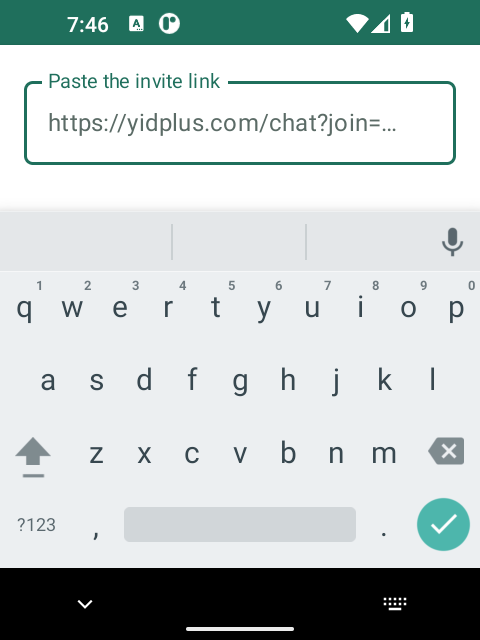 7:46
A
Paste the invite link
https://yidplus.com/chat?join=…
1 2 3 4 5 6 7 8 9 0
q w e r t y u i o p
a s d f g h j k l
z x c v b n m
?123 , .